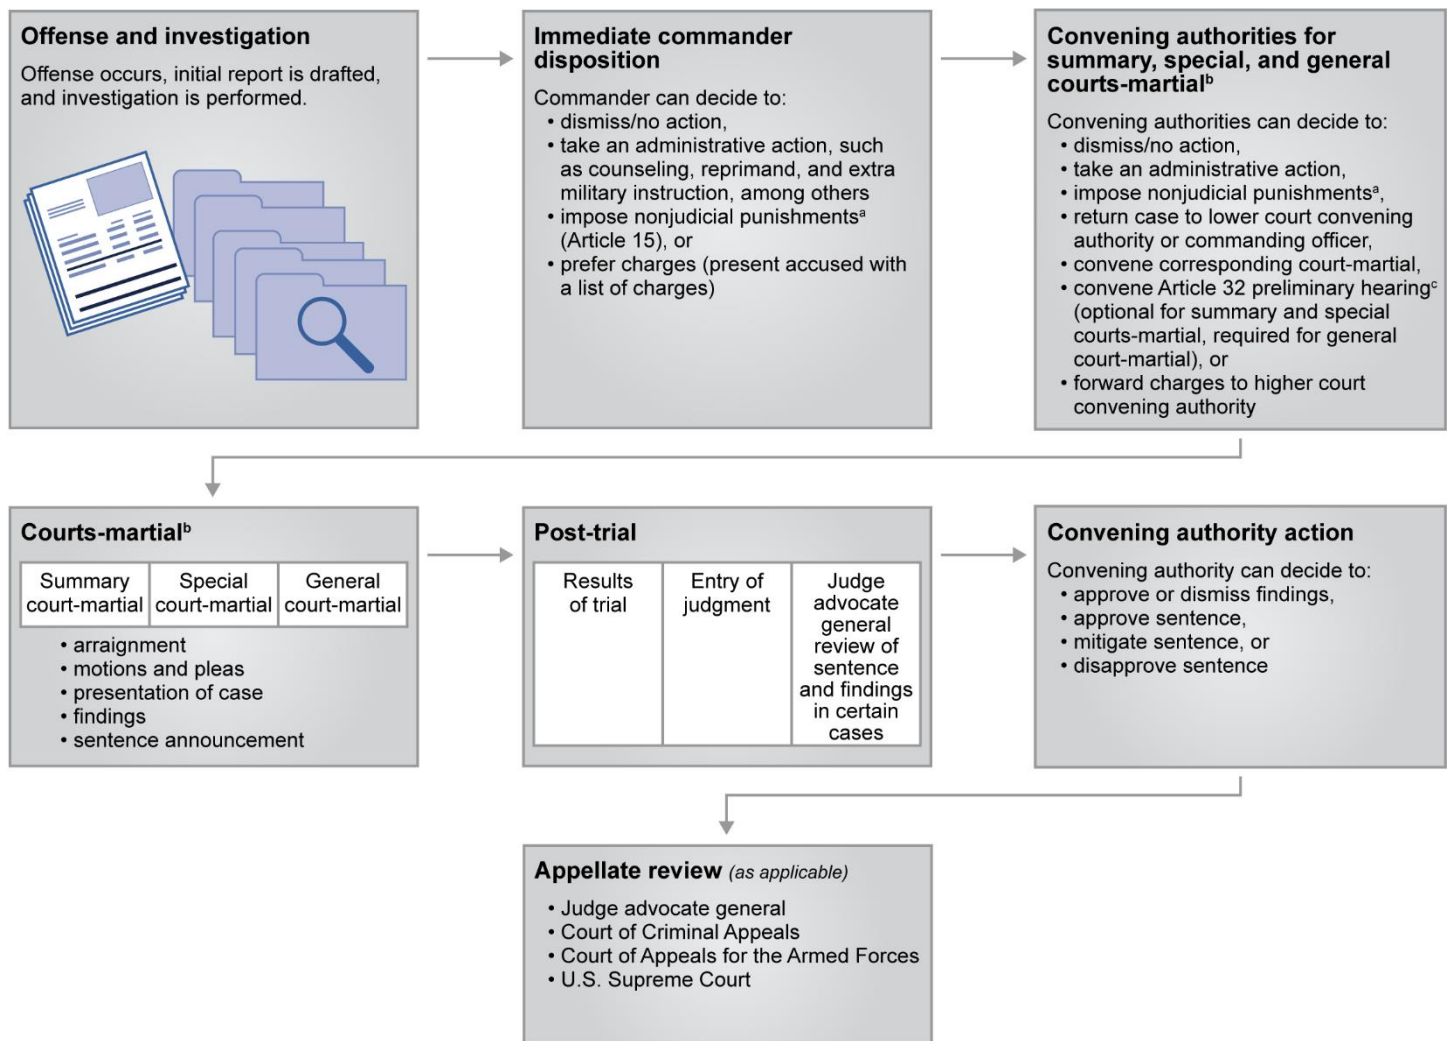 Offense and investigation
Offense occurs, initial report is drafted,
and investigation is performed.
Immediate commander
disposition
Commander can decide to:
• dismiss/no action,
• take an administrative action, such
as counseling, reprimand, and extra
military instruction, among others
• impose nonjudicial punishmentsᵃ
(Article 15), or
• prefer charges (present accused with
a list of charges)
Convening authorities for
summary, special, and general
courts-martialᵇ
Convening authorities can decide to:
• dismiss/no action,
• take an administrative action,
• impose nonjudicial punishmentsᵃ,
• return case to lower court convening
authority or commanding officer,
• convene corresponding court-martial,
• convene Article 32 preliminary hearingᶜ
(optional for summary and special
courts-martial, required for general
court-martial), or
• forward charges to higher court
convening authority
Courts-martialᵇ
Summary
court-martial
Special
court-martial
General
court-martial
• arraignment
• motions and pleas
• presentation of case
• findings
• sentence announcement
Post-trial
Results
of trial
Entry of
judgment
Judge
advocate
general
review of
sentence
and findings
in certain
cases
Convening authority action
Convening authority can decide to:
• approve or dismiss findings,
• approve sentence,
• mitigate sentence, or
• disapprove sentence
Appellate review (as applicable)
• Judge advocate general
• Court of Criminal Appeals
• Court of Appeals for the Armed Forces
• U.S. Supreme Court